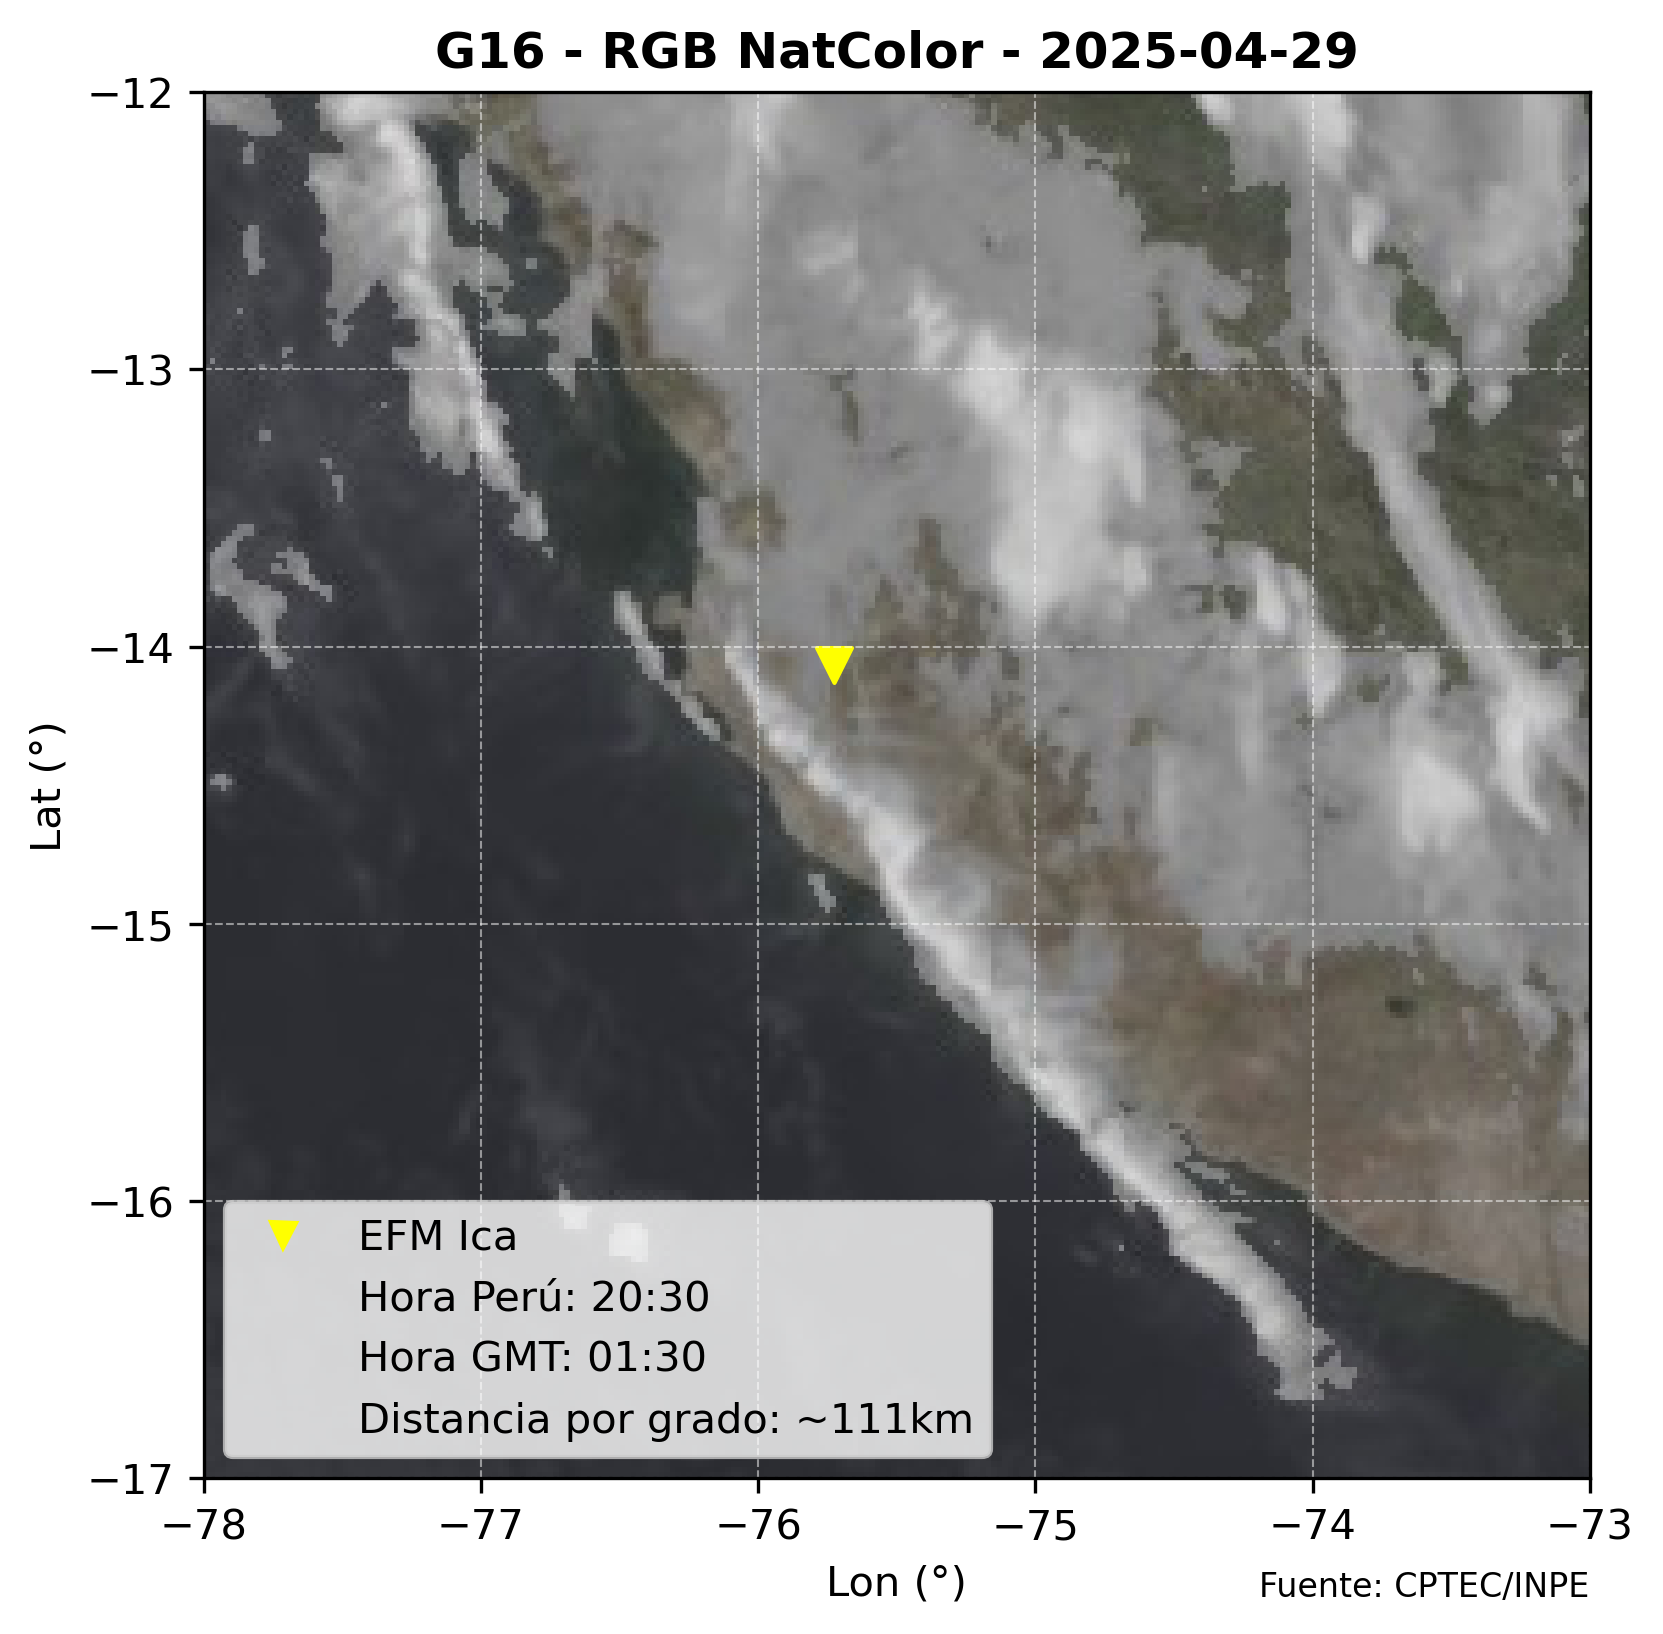 G16 - RGB NatColor - 2025-04-29
−12
−13
−14
−15
−16
−17
Lat (°)
EFM Ica
Hora Perú: 20:30
Hora GMT: 01:30
Distancia por grado: ~111km
−78 −77 −76 −75 −74 −73
Lon (°)
Fuente: CPTEC/INPE